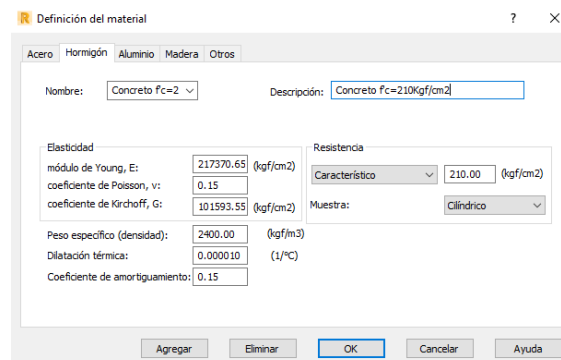 R Definición del material ? X
Acero Hormigón Aluminio Madera Otros
Nombre: Concreto f'c=2 Descripción: Concreto f'c=210Kgf/cm2
Elasticidad
módulo de Young, E: 217370.65 (kgf/cm2)
coeficiente de Poisson, ν: 0.15
coeficiente de Kirchoff, G: 101593.55 (kgf/cm2)
Resistencia
Característico 210.00 (kgf/cm2)
Muestra: Cilíndrico
Peso específico (densidad): 2400.00 (kgf/m3)
Dilatación térmica: 0.000010 (1/°C)
Coeficiente de amortiguamiento: 0.15
Agregar Eliminar OK Cancelar Ayuda